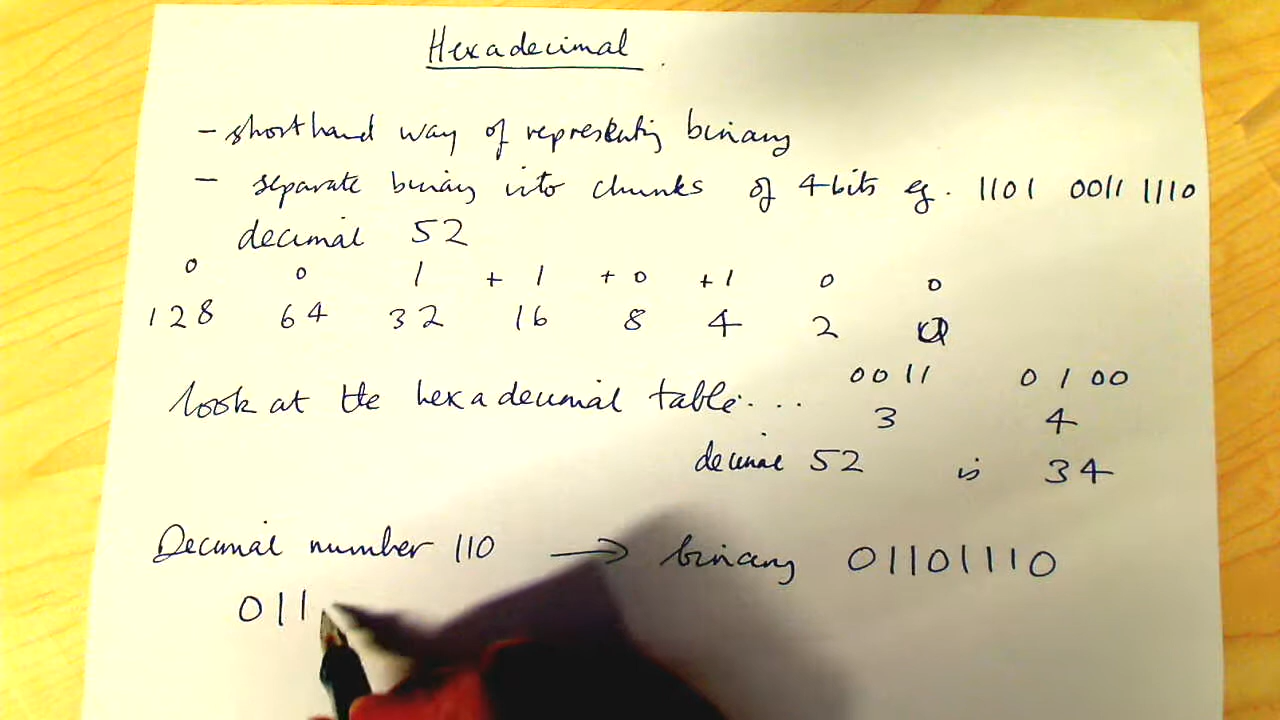 Hexadecimal
- shorthand way of representing binary
- separate binary into chunks of 4 bits eg. 1101 0011 1110
decimal 52
0 0 1 + 1 + 0 + 1 0 0
128 64 32 16 8 4 2
look at the hexadecimal table... 0011 0100
3 4
decimal 52 is 34
Decimal number 110 → binary 01101110
011